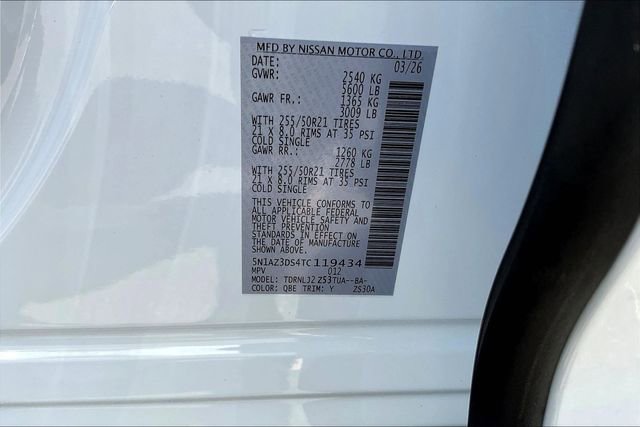 MFD BY NISSAN MOTOR CO., LTD.
DATE: 03/26
GVWR: 2540 KG
5600 LB
GAWR FR.: 1365 KG
3009 LB
WITH 255/50R21 TIRES
21 X 8.0 RIMS AT 35 PSI
COLD SINGLE
GAWR RR.: 1260 KG
2778 LB
WITH 255/50R21 TIRES
21 X 8.0 RIMS AT 35 PSI
COLD SINGLE
THIS VEHICLE CONFORMS TO
ALL APPLICABLE FEDERAL
MOTOR VEHICLE SAFETY AND
THEFT PREVENTION
STANDARDS IN EFFECT ON
THE DATE OF MANUFACTURE
SHOWN ABOVE.
5N1AZ3DS4TC119434
MPV 012
MODEL: TDRNLJ2 Z53TUA--BA-
COLOR: QBE TRIM: Y ZS30A